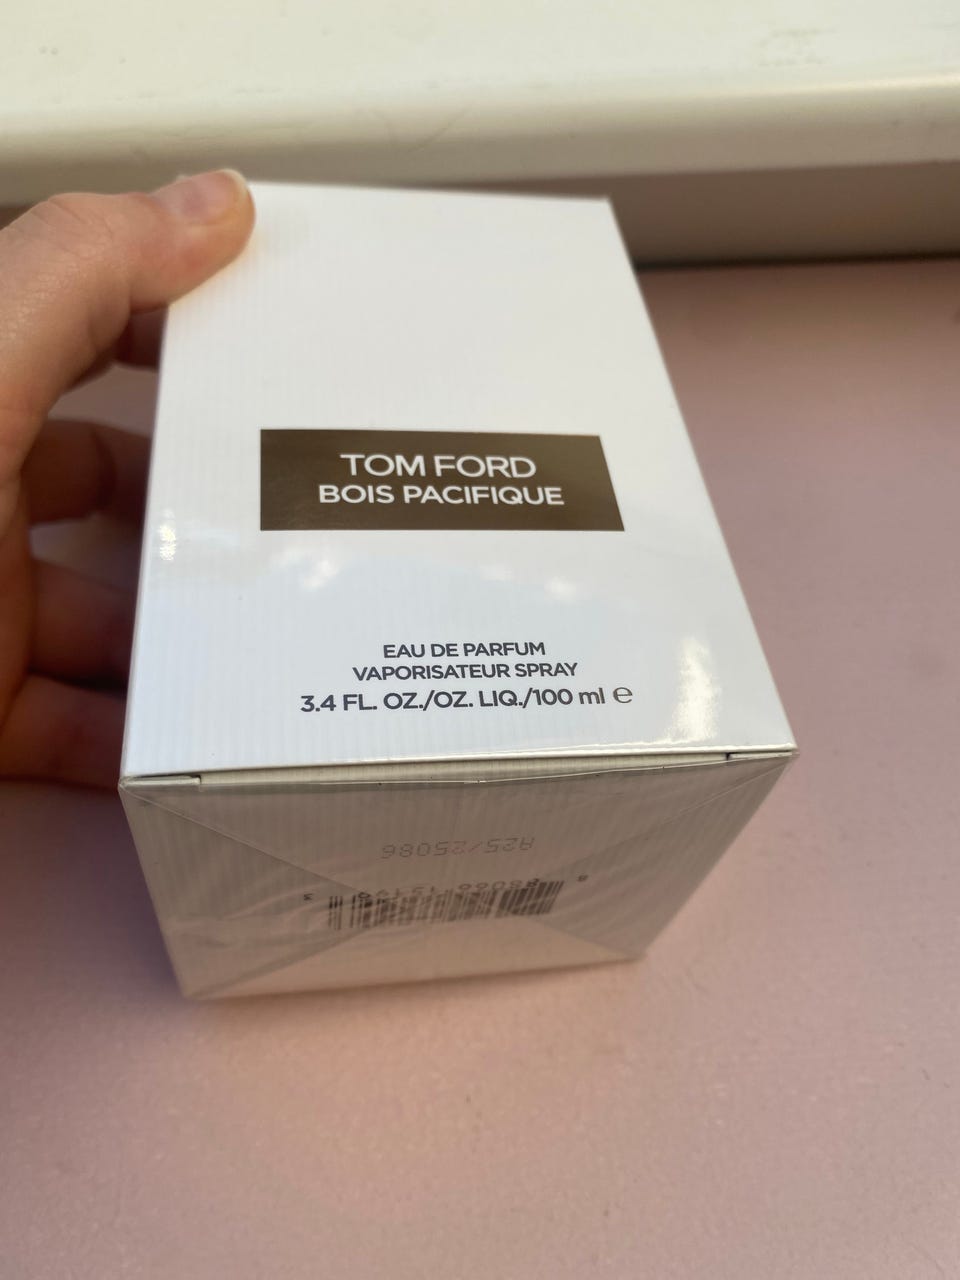 TOM FORD
BOIS PACIFIQUE
EAU DE PARFUM
VAPORISATEUR SPRAY
3.4 FL. OZ./OZ. LIQ./100 ml ℮
A25/25086